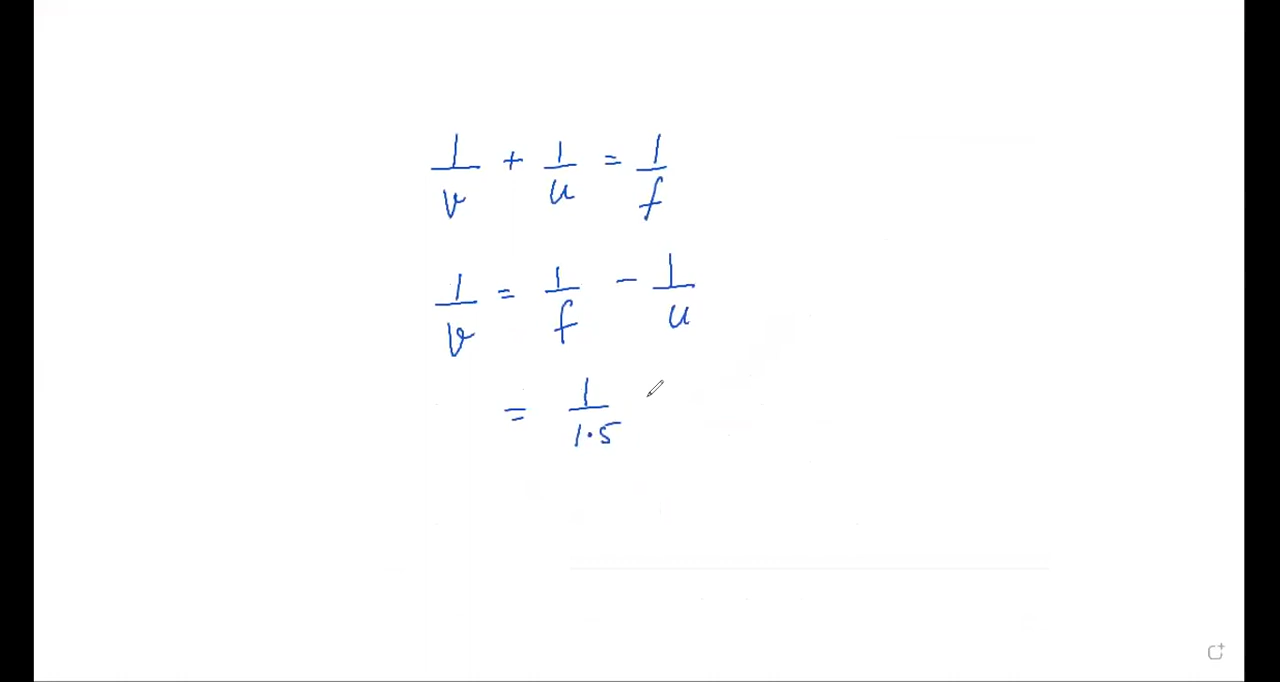 1/v + 1/u = 1/f
1/v = 1/f - 1/u
= 1/1.5